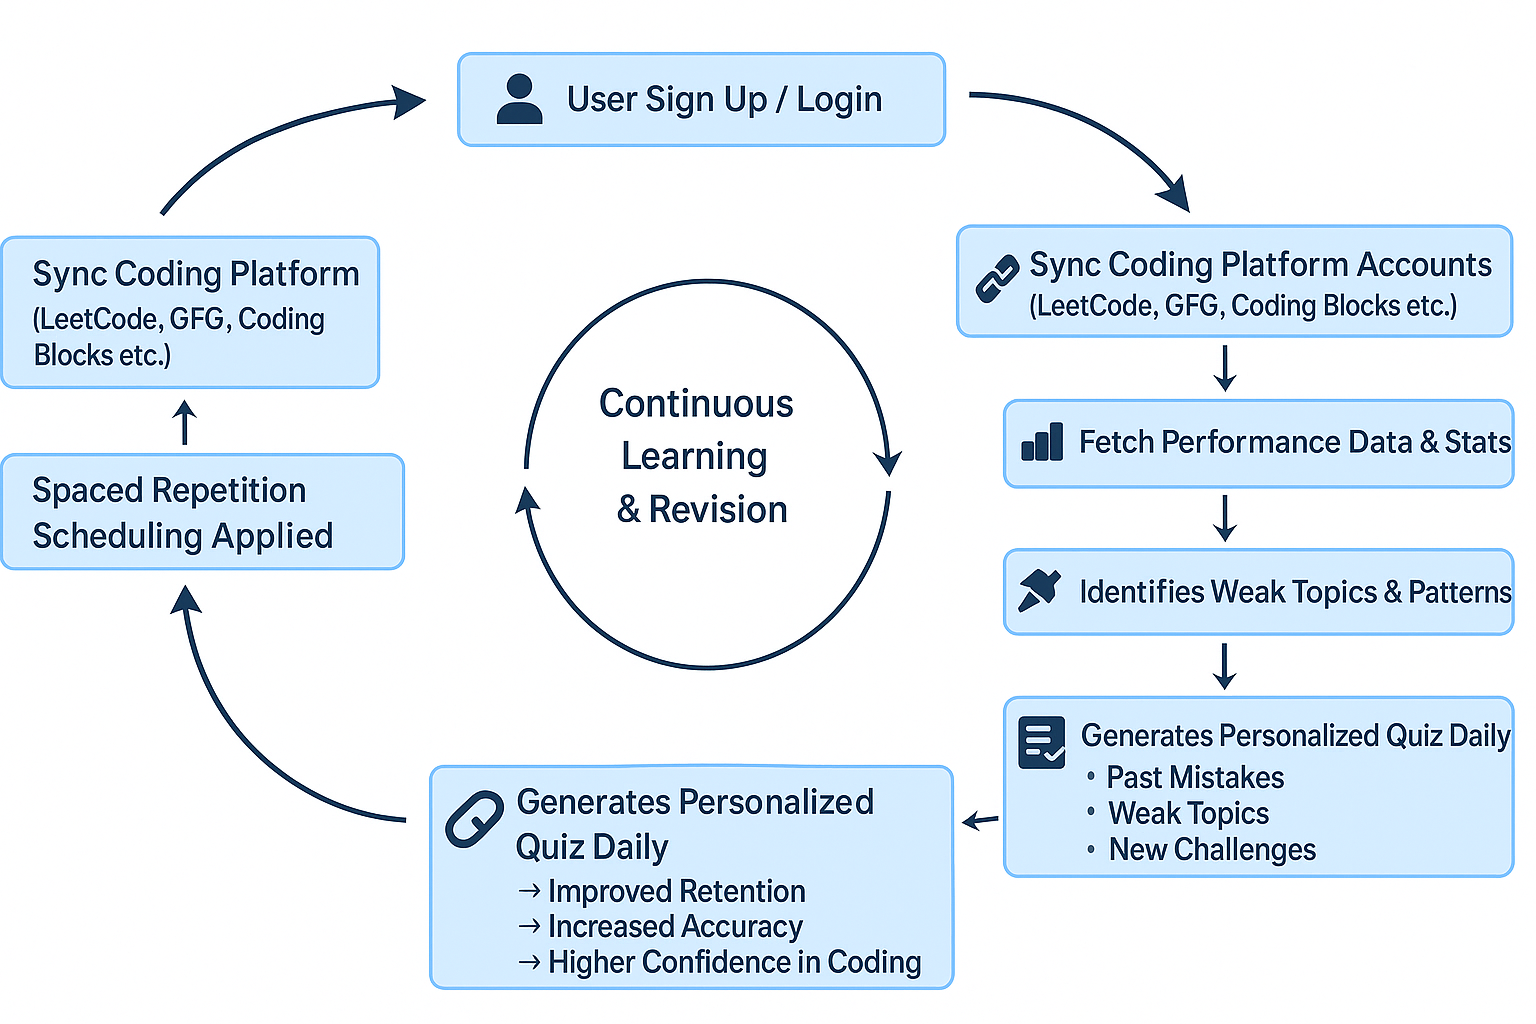 User Sign Up / Login
Sync Coding Platform Accounts
(LeetCode, GFG, Coding Blocks etc.)
Fetch Performance Data & Stats
Identifies Weak Topics & Patterns
Generates Personalized Quiz Daily
• Past Mistakes
• Weak Topics
• New Challenges
Generates Personalized
Quiz Daily
→ Improved Retention
→ Increased Accuracy
→ Higher Confidence in Coding
Spaced Repetition
Scheduling Applied
Sync Coding Platform
(LeetCode, GFG, Coding
Blocks etc.)
Continuous
Learning
& Revision